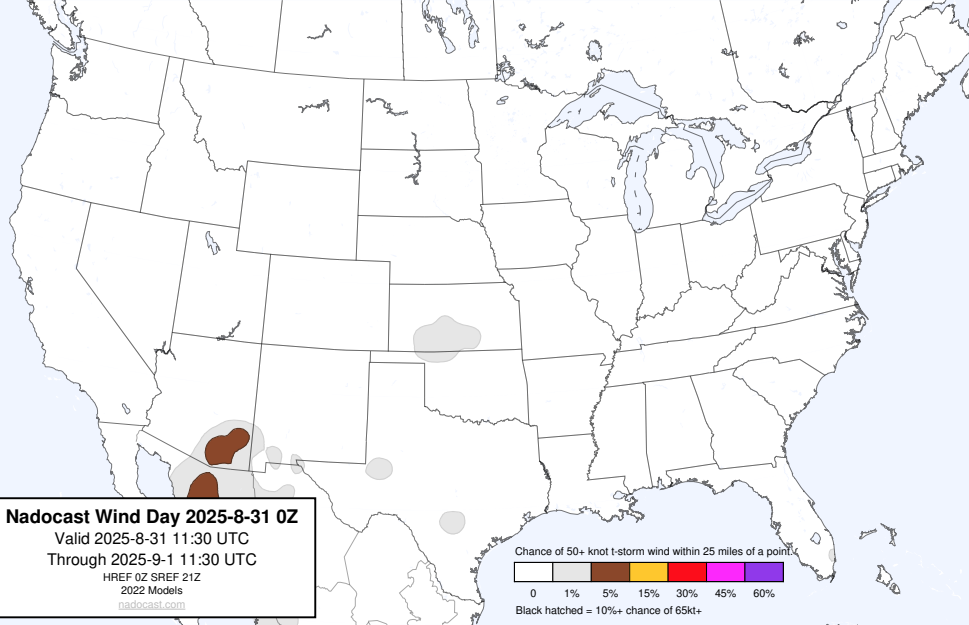 Nadocast Wind Day 2025-8-31 0Z
Valid 2025-8-31 11:30 UTC
Through 2025-9-1 11:30 UTC
HREF 0Z SREF 21Z
2022 Models
nadocast.com
Chance of 50+ knot t-storm wind within 25 miles of a point.
0 1% 5% 15% 30% 45% 60%
Black hatched = 10%+ chance of 65kt+